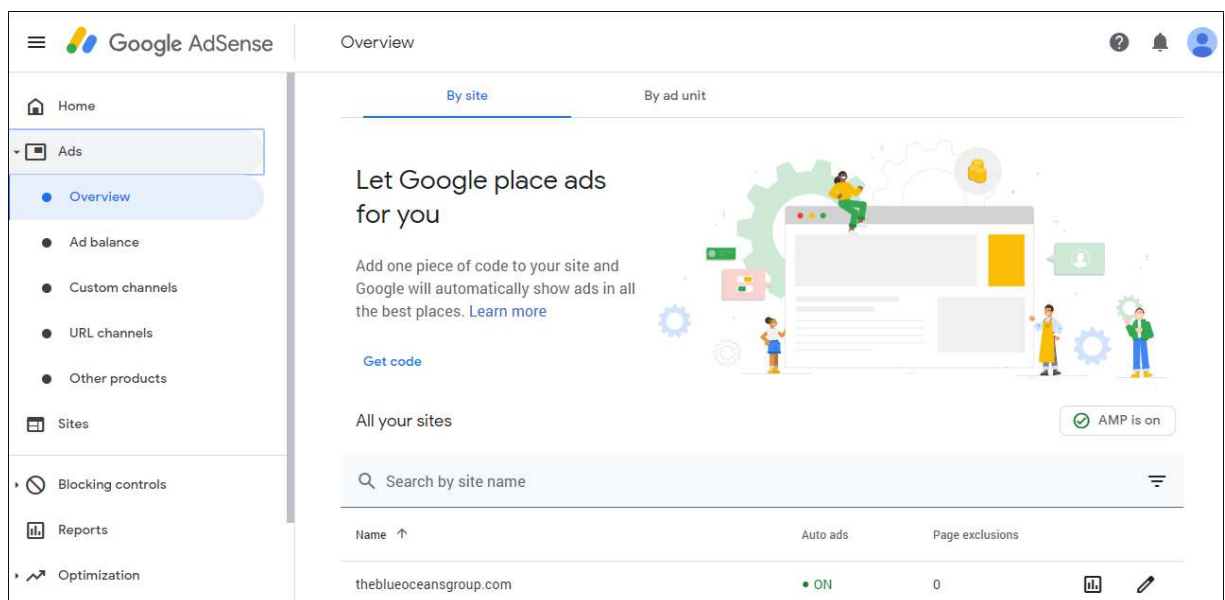 Google AdSense
Overview
Home
Ads
Overview
Ad balance
Custom channels
URL channels
Other products
Sites
Blocking controls
Reports
Optimization
By site
By ad unit
Let Google place ads
for you
Add one piece of code to your site and
Google will automatically show ads in all
the best places. Learn more
Get code
All your sites
AMP is on
Search by site name
Name
Auto ads
Page exclusions
theblueoceansgroup.com
ON
0